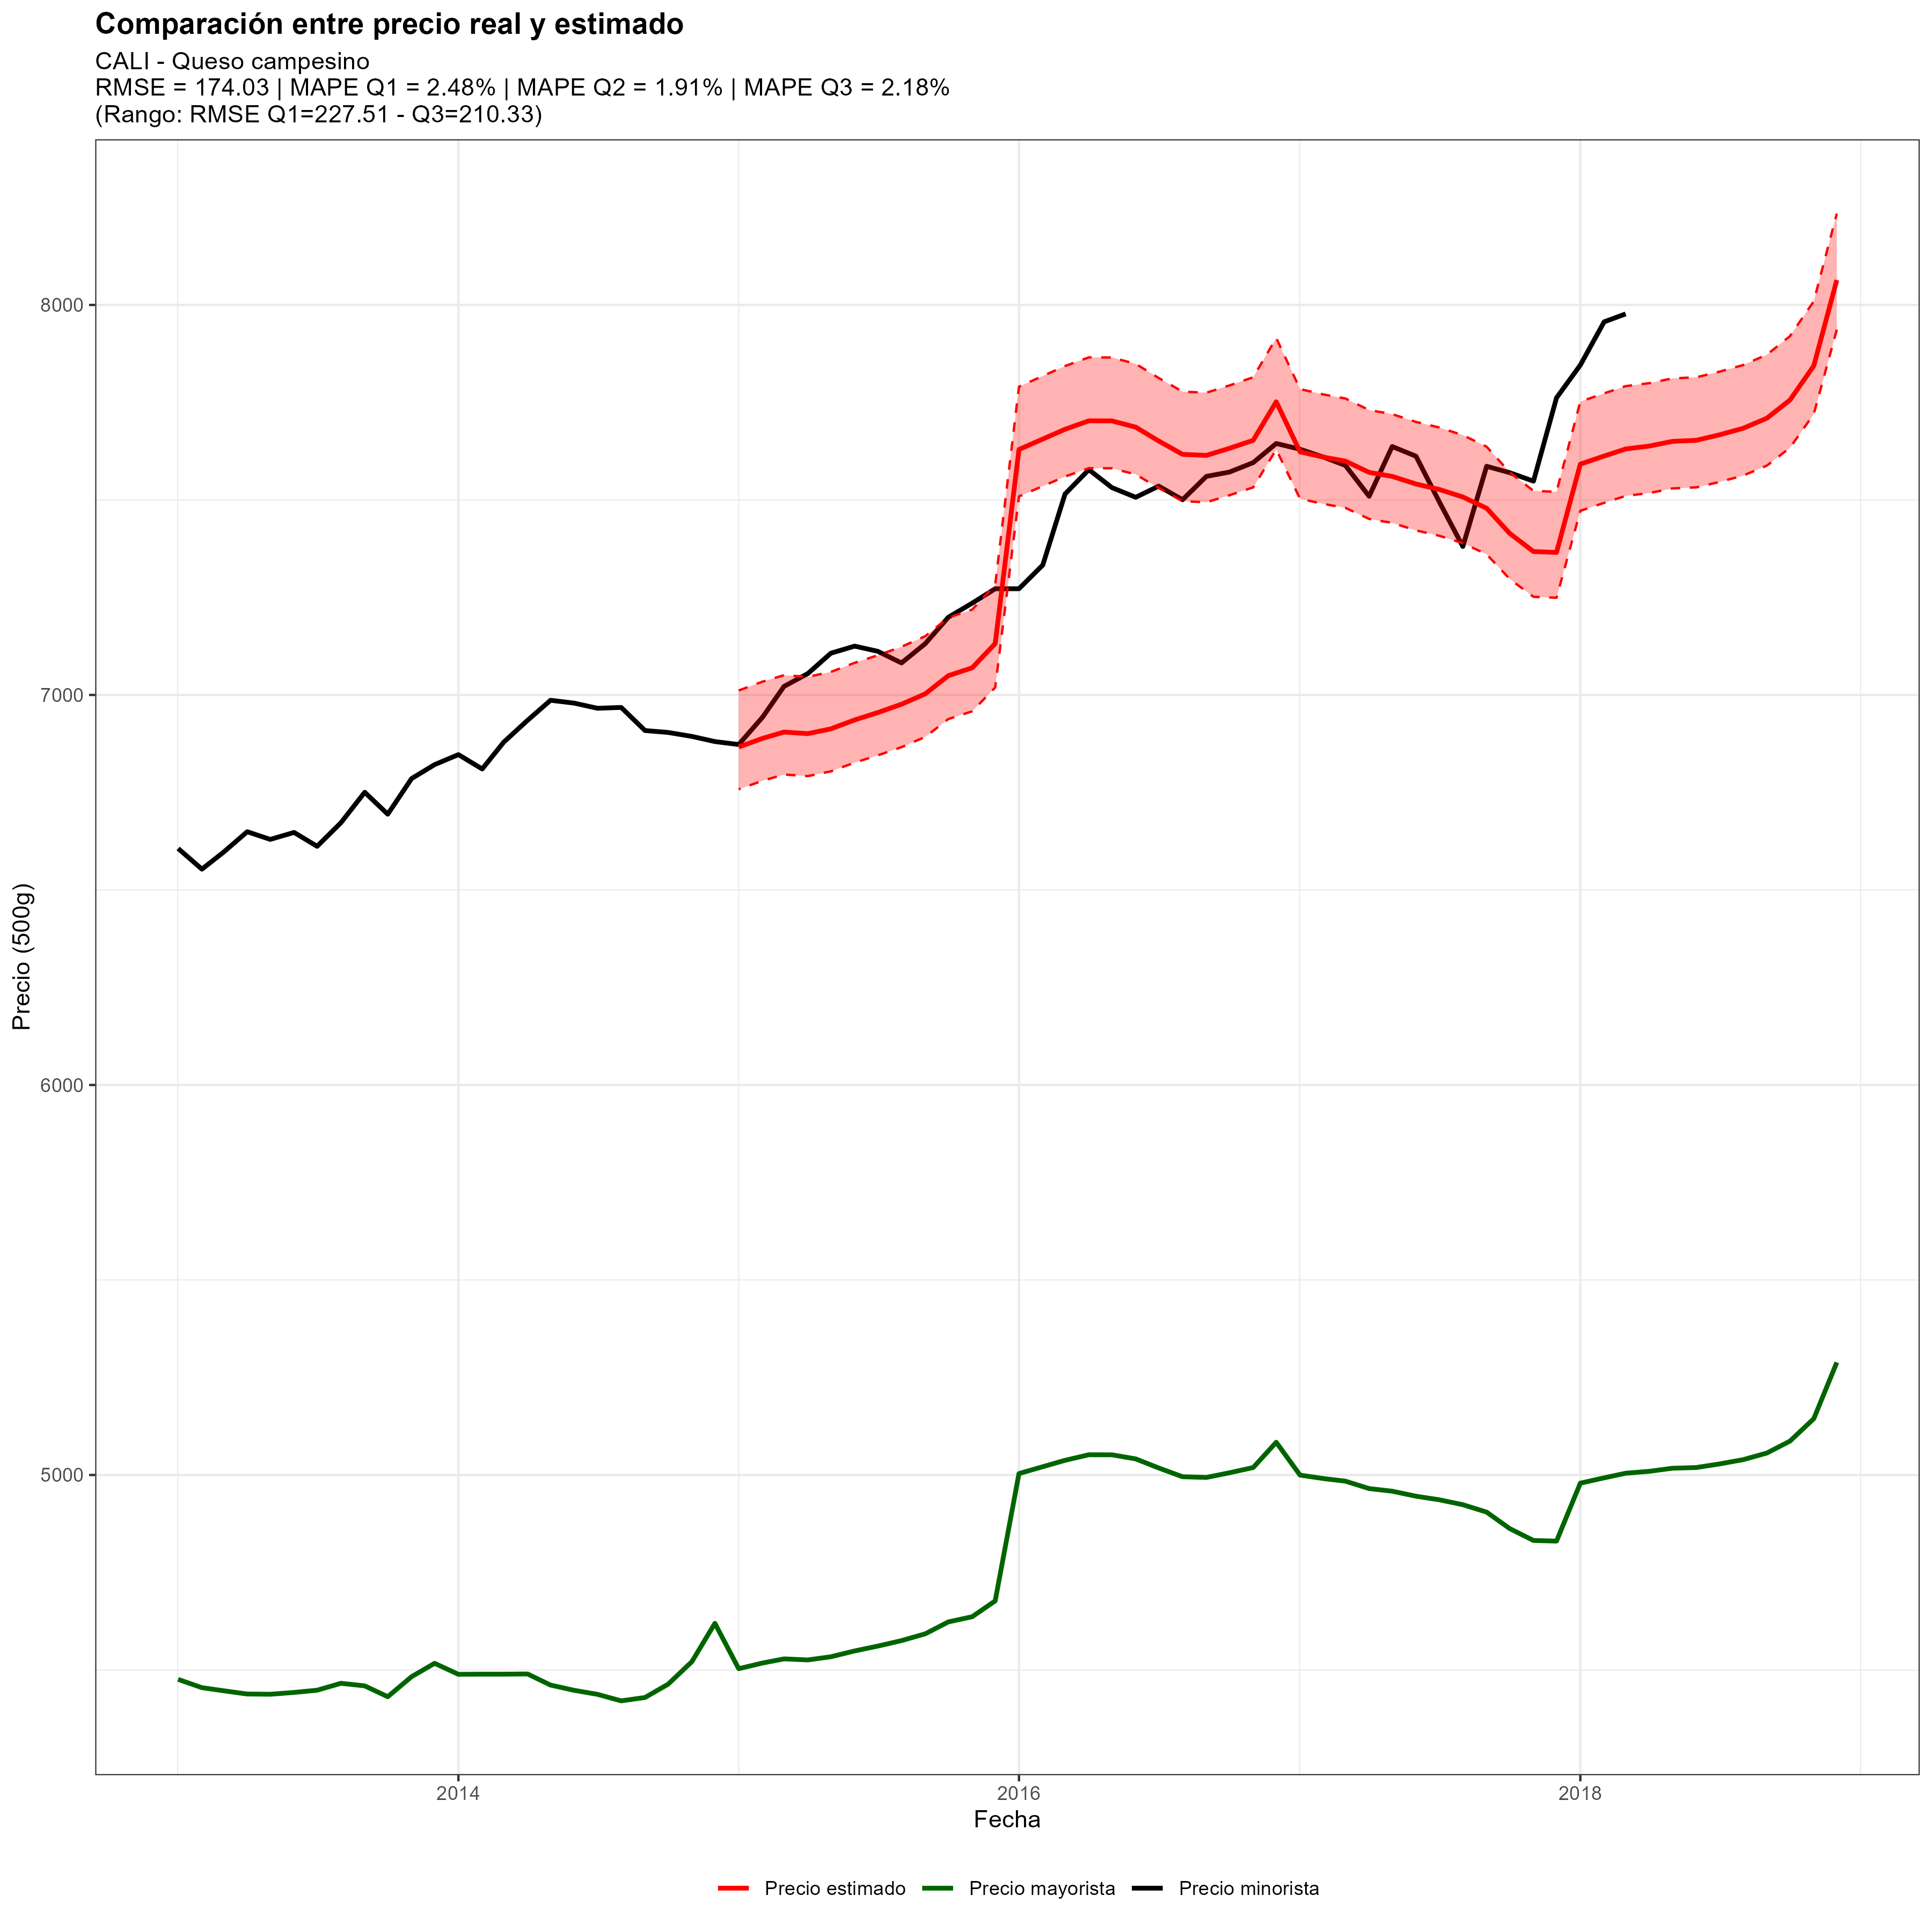 Comparación entre precio real y estimado
CALI - Queso campesino
RMSE = 174.03 | MAPE Q1 = 2.48% | MAPE Q2 = 1.91% | MAPE Q3 = 2.18%
(Rango: RMSE Q1=227.51 - Q3=210.33)
Precio (500g)
8000
7000
6000
5000
2014
2016
2018
Fecha
Precio estimado
Precio mayorista
Precio minorista